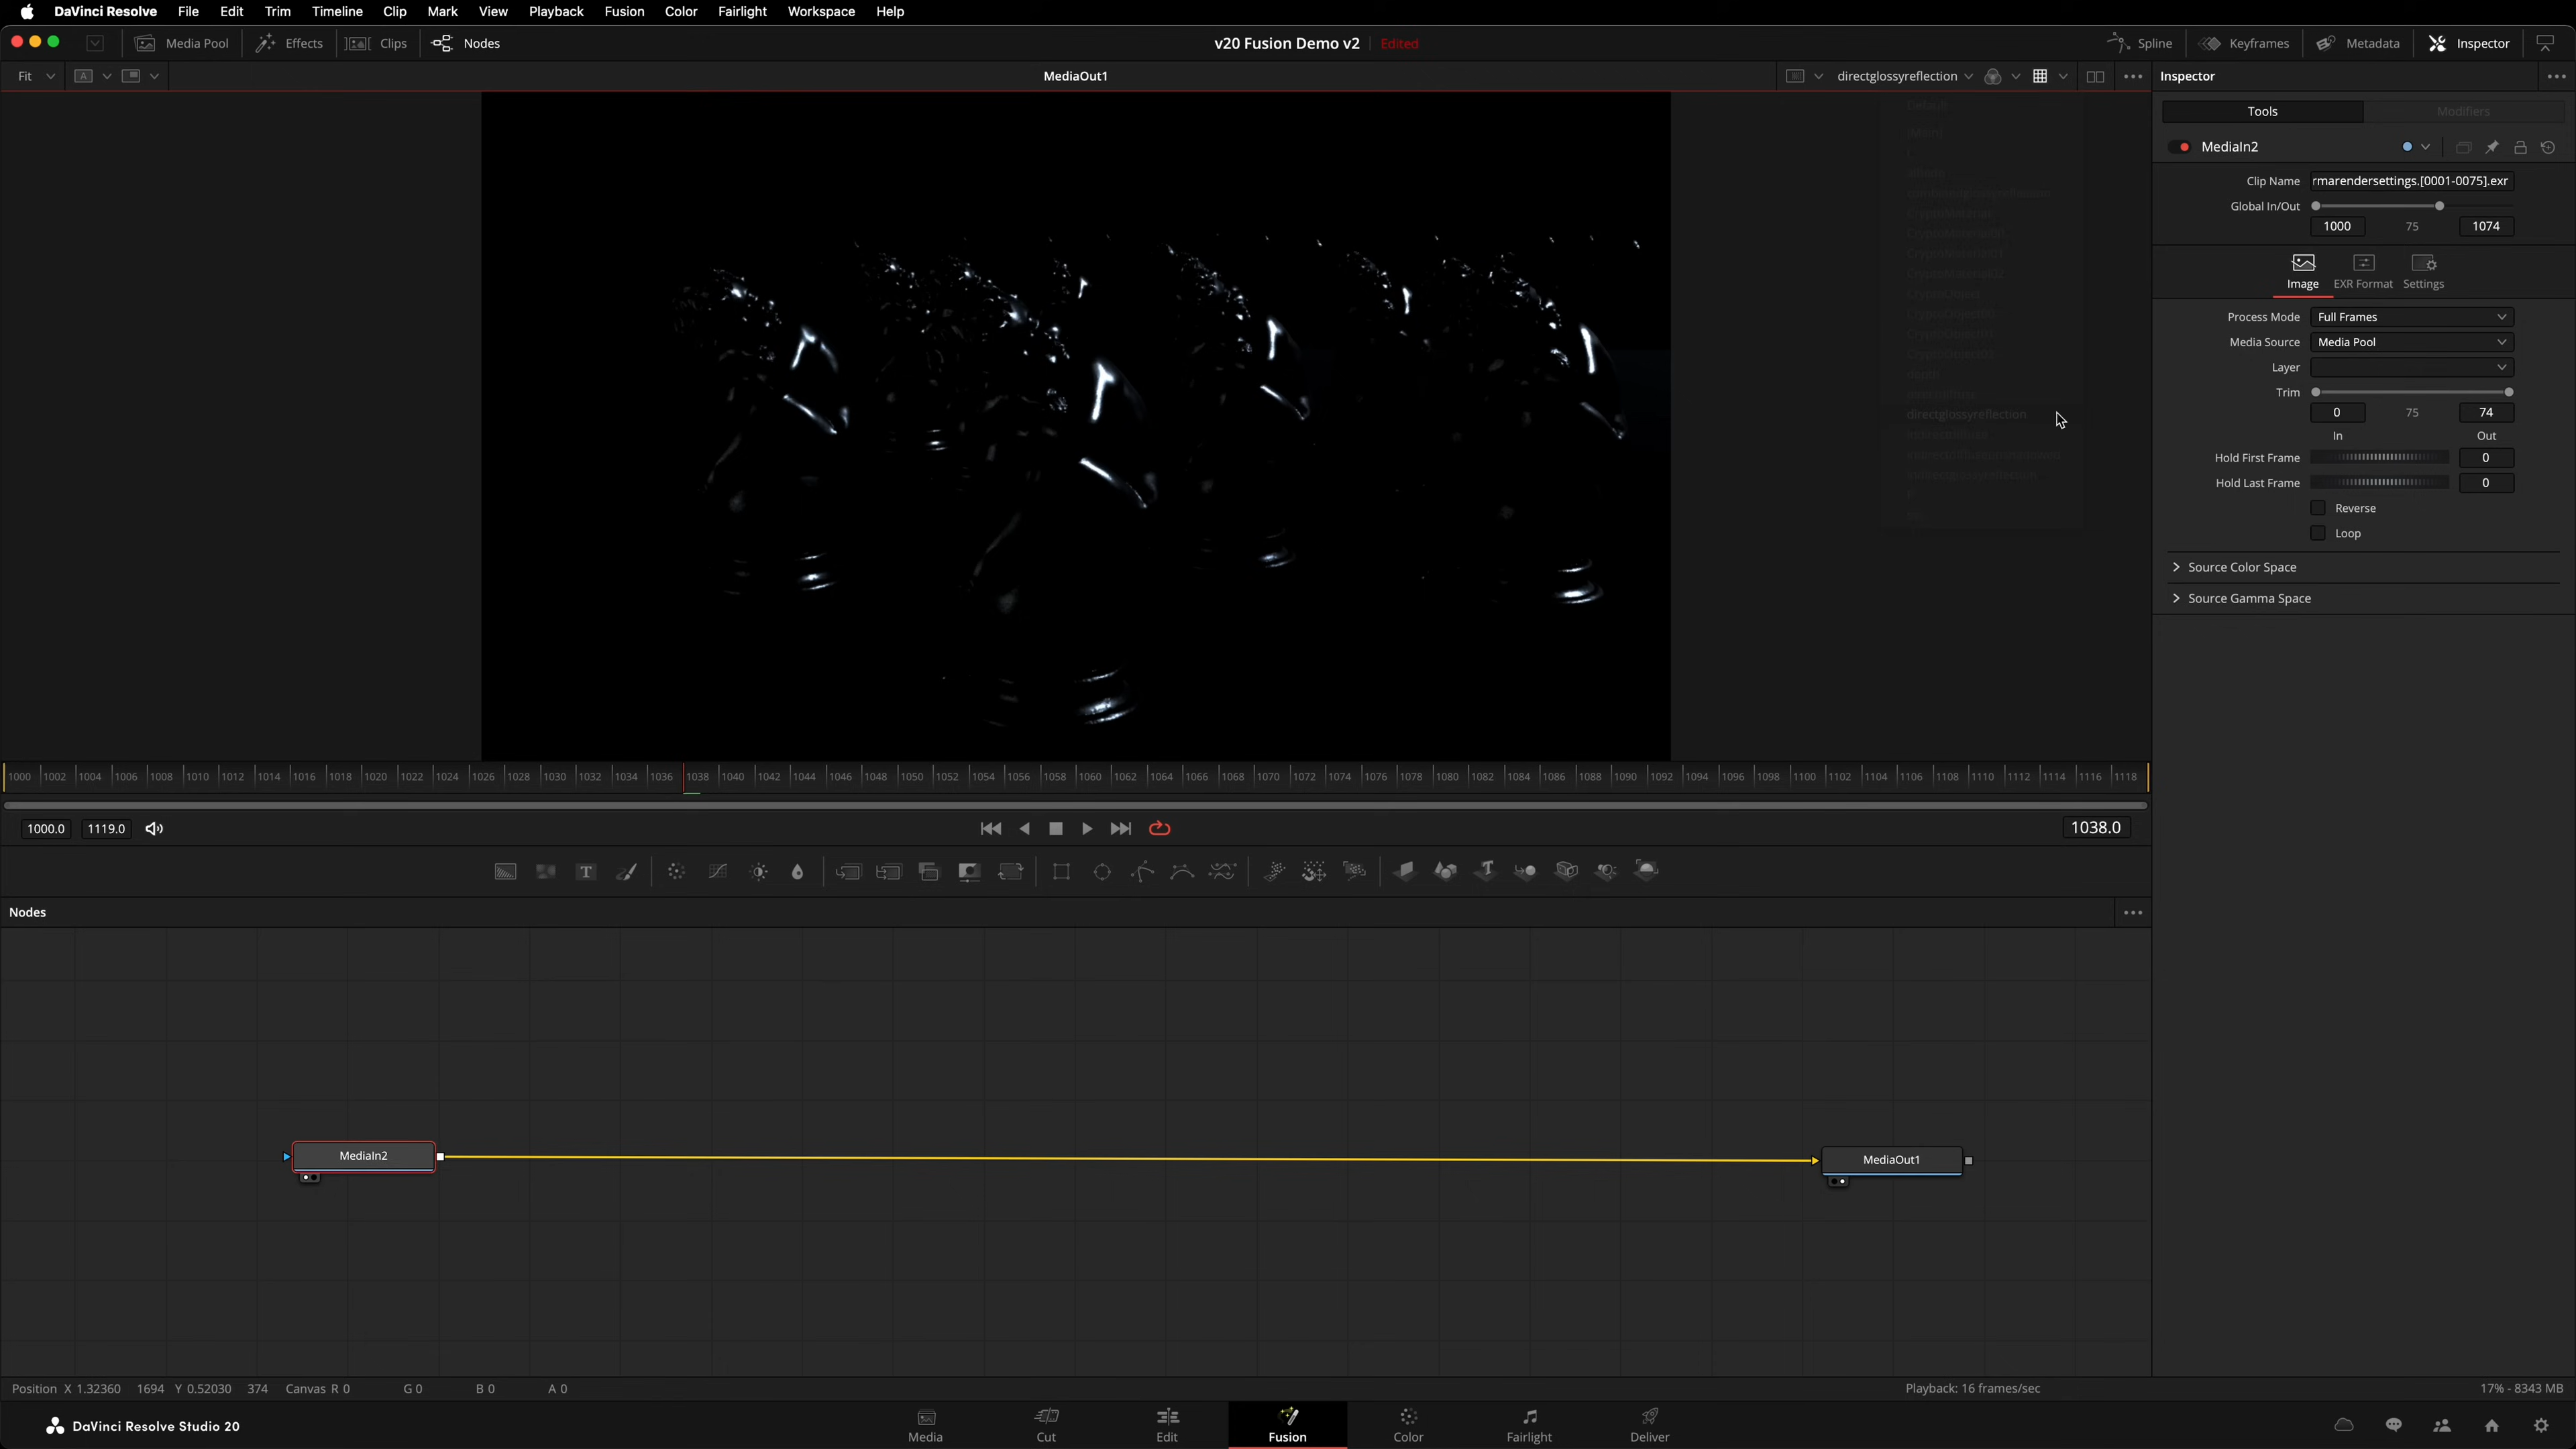 DaVinci Resolve File Edit Trim Timeline Clip Mark View Playback Fusion Color Fairlight Workspace Help
Media Pool Effects Clips Nodes v20 Fusion Demo v2 Edited Spline Keyframes Metadata Inspector
Fit A MediaOut1 directglossyreflection Inspector
Default
Tools Modifiers
MediaIn2
Clip Name rmarendersettings.[0001-0075].exr
Global In/Out
1000 75 1074
Image EXR Format Settings
Process Mode Full Frames
Media Source Media Pool
Layer
Trim
0 75 74
In Out
directglossyreflection
Hold First Frame 0
Hold Last Frame 0
Reverse
Loop
Source Color Space
Source Gamma Space
1000 1002 1004 1006 1008 1010 1012 1014 1016 1018 1020 1022 1024 1026 1028 1030 1032 1034 1036 1038 1040 1042 1044 1046 1048 1050 1052 1054 1056 1058 1060 1062 1064 1066 1068 1070 1072 1074 1076 1078 1080 1082 1084 1086 1088 1090 1092 1094 1096 1098 1100 1102 1104 1106 1108 1110 1112 1114 1116 1118
1000.0 1119.0 1038.0
Nodes
MediaIn2
MediaOut1
Position X 1.32360 1694 Y 0.52030 374 Canvas R 0 G 0 B 0 A 0 Playback: 16 frames/sec 17% - 8343 MB
DaVinci Resolve Studio 20 Media Cut Edit Fusion Color Fairlight Deliver